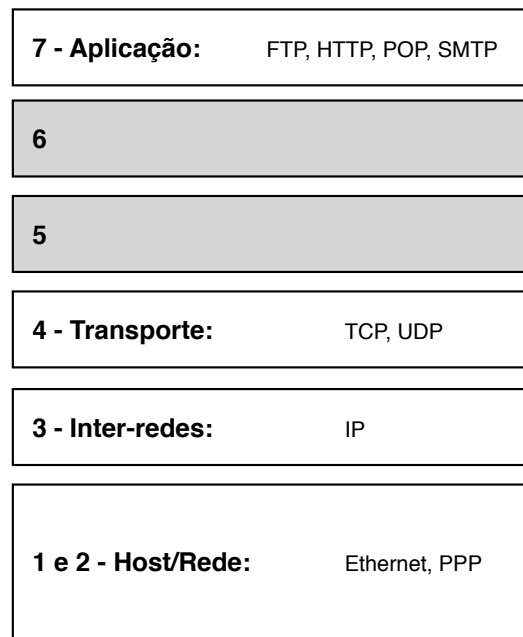 7 - Aplicação: FTP, HTTP, POP, SMTP
6
5
4 - Transporte: TCP, UDP
3 - Inter-redes: IP
1 e 2 - Host/Rede: Ethernet, PPP